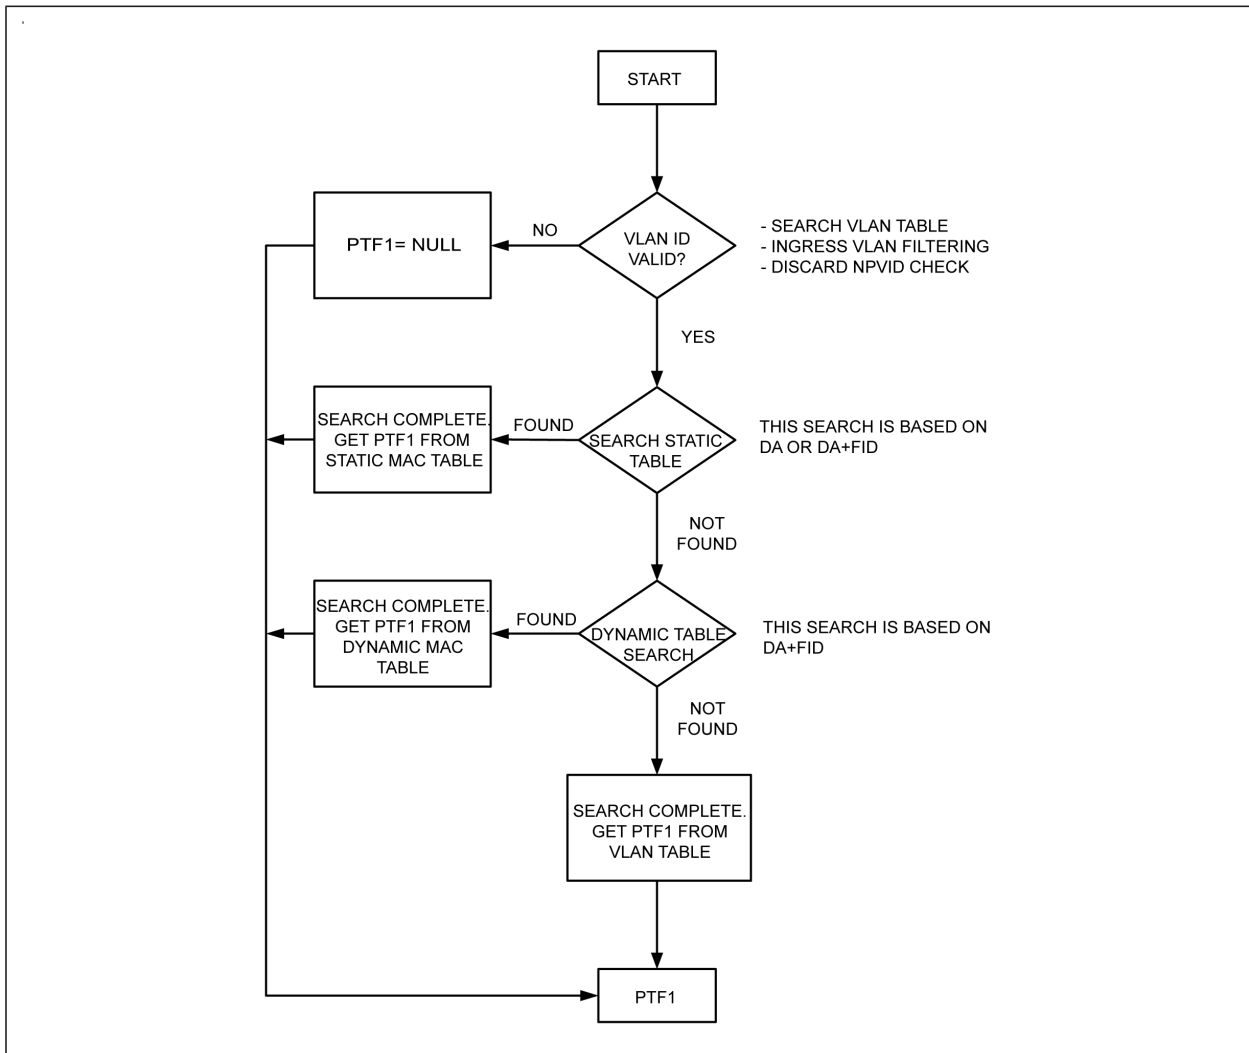 START
PTF1= NULL
NO
VLAN ID
VALID?
- SEARCH VLAN TABLE
- INGRESS VLAN FILTERING
- DISCARD NPVID CHECK
YES
SEARCH COMPLETE.
GET PTF1 FROM
STATIC MAC TABLE
FOUND
SEARCH STATIC
TABLE
THIS SEARCH IS BASED ON
DA OR DA+FID
NOT
FOUND
SEARCH COMPLETE.
GET PTF1 FROM
DYNAMIC MAC
TABLE
FOUND
DYNAMIC TABLE
SEARCH
THIS SEARCH IS BASED ON
DA+FID
NOT
FOUND
SEARCH COMPLETE.
GET PTF1 FROM
VLAN TABLE
PTF1